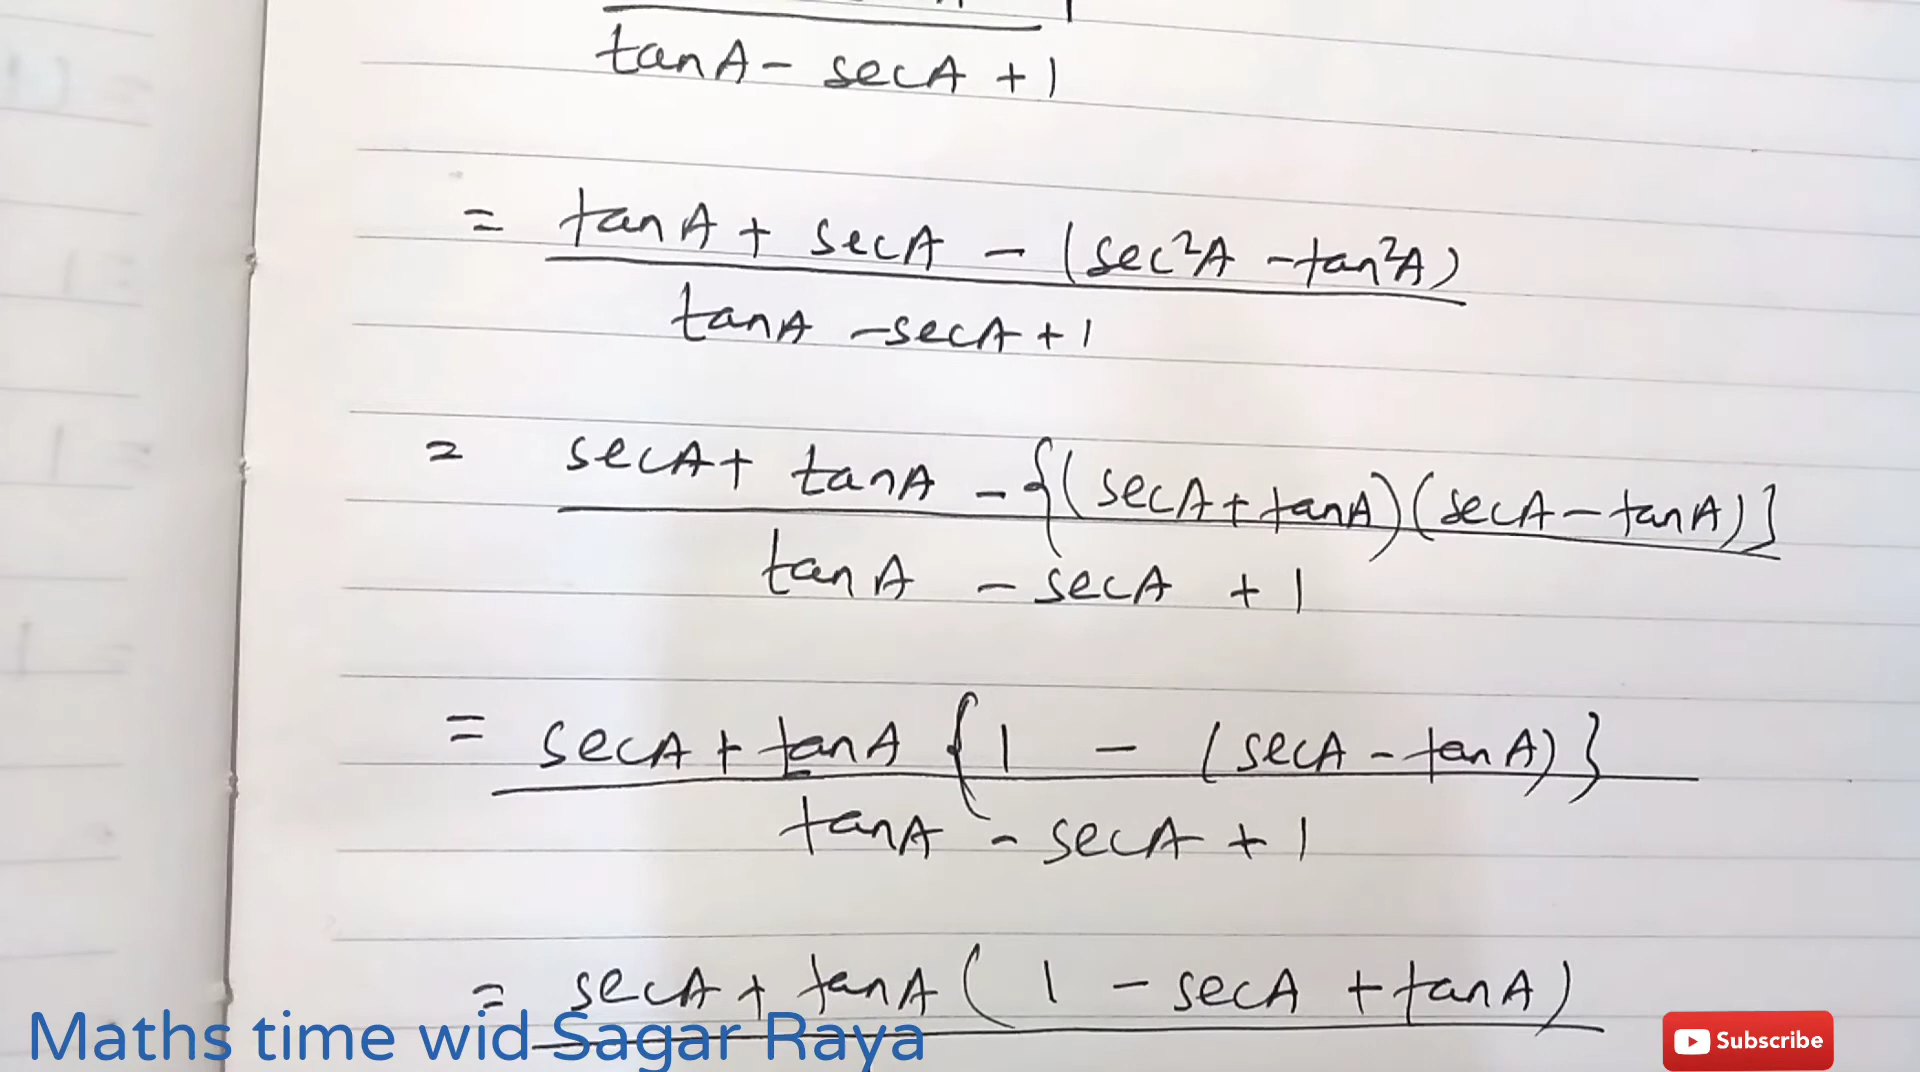 tanA - secA + 1
= tanA + secA - (sec²A - tan²A)
tanA - secA + 1
= secA + tanA - {(secA + tanA)(secA - tanA)]
tanA - secA + 1
= secA + tanA {1 - (secA - tanA)}
tanA - secA + 1
= secA + tanA (1 - secA + tanA)
Maths time wid Sagar Raya
Subscribe